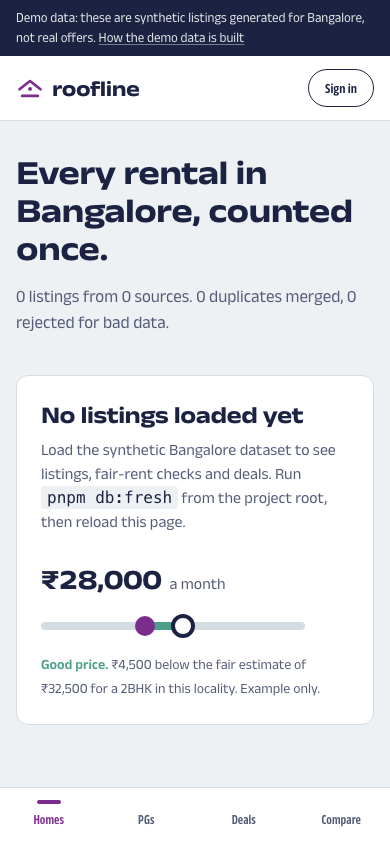 Demo data: these are synthetic listings generated for Bangalore,
not real offers. How the demo data is built
roofline
Sign in
Every rental in
Bangalore, counted
once.
0 listings from 0 sources. 0 duplicates merged, 0
rejected for bad data.
No listings loaded yet
Load the synthetic Bangalore dataset to see
listings, fair-rent checks and deals. Run
pnpm db:fresh from the project root,
then reload this page.
₹28,000 a month
Good price. ₹4,500 below the fair estimate of
₹32,500 for a 2BHK in this locality. Example only.
Homes PGs Deals Compare